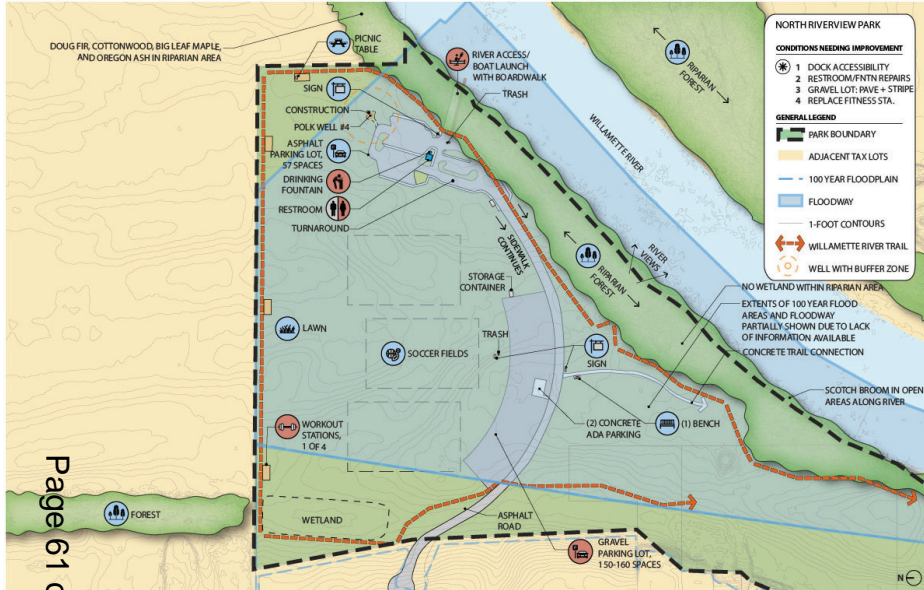 DOUG FIR, COTTONWOOD, BIG LEAF MAPLE,
AND OREGON ASH IN RIPARIAN AREA
PICNIC
TABLE
SIGN
CONSTRUCTION
POLK WELL #4
ASPHALT
PARKING LOT,
57 SPACES
DRINKING
FOUNTAIN
RESTROOM
TURNAROUND
RIVER ACCESS/
BOAT LAUNCH
WITH BOARDWALK
TRASH
RIPARIAN
FOREST
WILLAMETTE RIVER
NORTH RIVERVIEW PARK
CONDITIONS NEEDING IMPROVEMENT
1 DOCK ACCESSIBILITY
2 RESTROOM/FNTN REPAIRS
3 GRAVEL LOT: PAVE + STRIPE
4 REPLACE FITNESS STA.
GENERAL LEGEND
PARK BOUNDARY
ADJACENT TAX LOTS
100 YEAR FLOODPLAIN
FLOODWAY
1-FOOT CONTOURS
WILLAMETTE RIVER TRAIL
WELL WITH BUFFER ZONE
SIDEWALK
CONTINUES
RIPARIAN
FOREST
RIVER
VIEWS
STORAGE
CONTAINER
TRASH
LAWN
SOCCER FIELDS
SIGN
NO WETLAND WITHIN RIPARIAN AREA
EXTENTS OF 100 YEAR FLOOD
AREAS AND FLOODWAY
PARTIALLY SHOWN DUE TO LACK
OF INFORMATION AVAILABLE
CONCRETE TRAIL CONNECTION
SCOTCH BROOM IN OPEN
AREAS ALONG RIVER
WORKOUT
STATIONS,
1 OF 4
(2) CONCRETE
ADA PARKING
(1) BENCH
FOREST
WETLAND
ASPHALT
ROAD
GRAVEL
PARKING LOT,
150-160 SPACES
N
Page 61